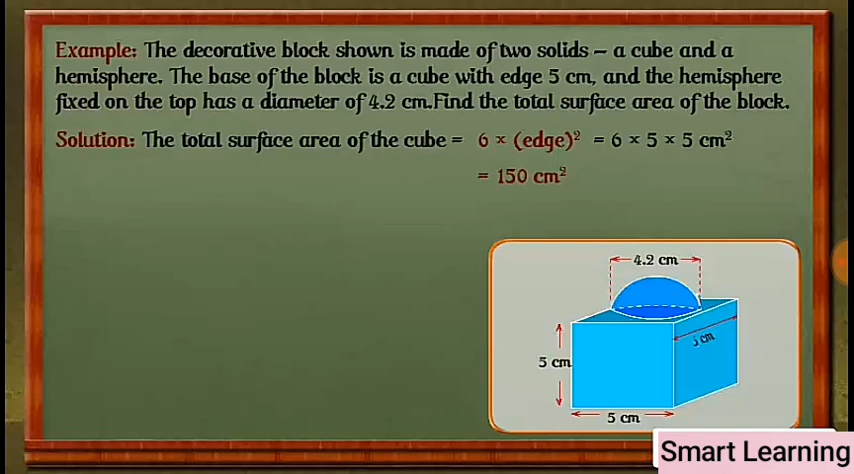 Example: The decorative block shown is made of two solids – a cube and a
hemisphere. The base of the block is a cube with edge 5 cm, and the hemisphere
fixed on the top has a diameter of 4.2 cm.Find the total surface area of the block.
Solution: The total surface area of the cube = 6 × (edge)² = 6 × 5 × 5 cm²
= 150 cm²
4.2 cm
5 cm
5 cm
5 cm
Smart Learning